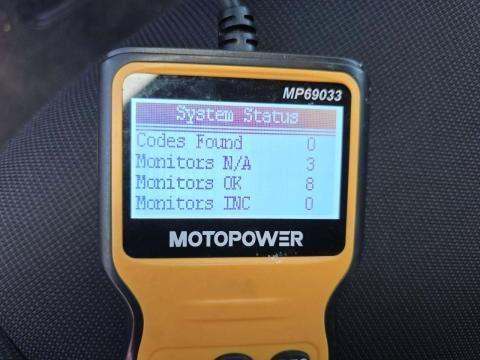 MP69033
System Status
Codes Found 0
Monitors N/A 3
Monitors OK 8
Monitors INC 0
MOTOPOWER